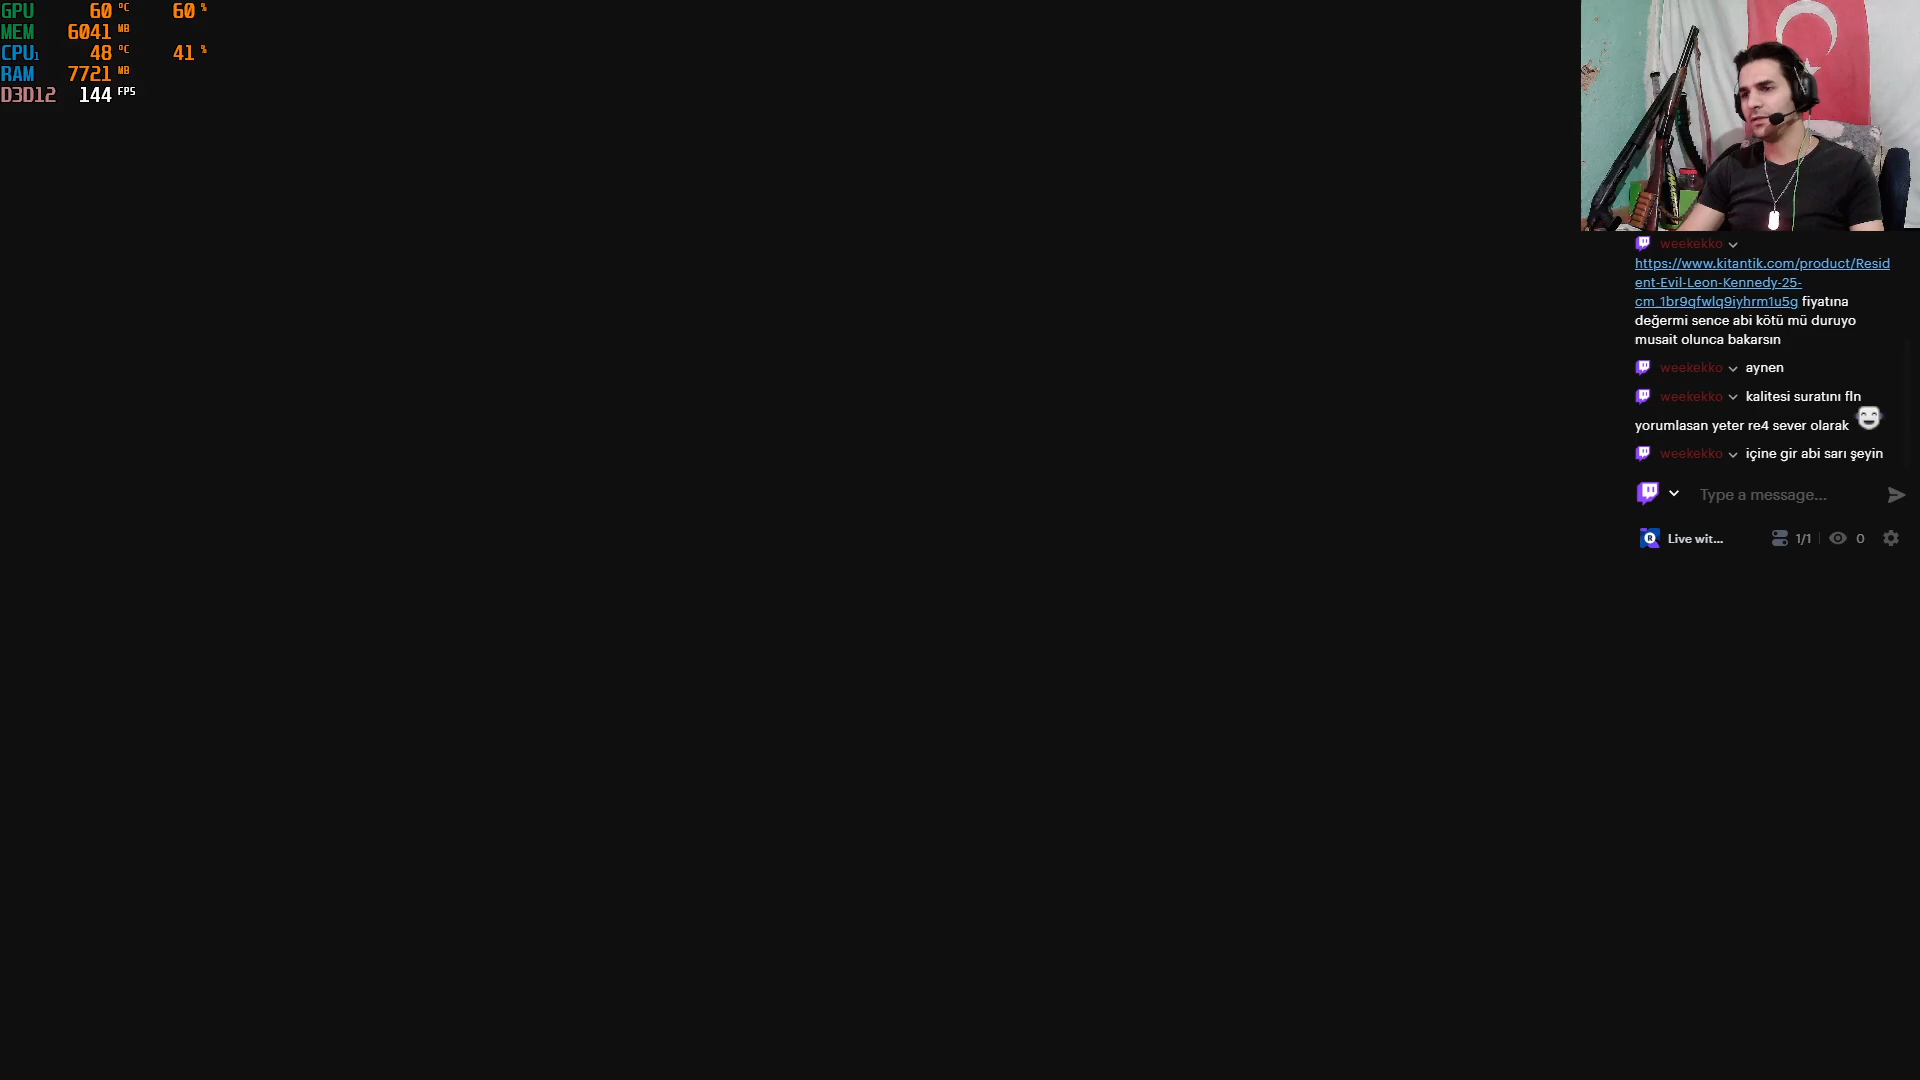 GPU 60 °C 60 %
MEM 6041 MB
CPU1 48 °C 41 %
RAM 7721 MB
D3D12 144 FPS
weekekko
https://www.kitantik.com/product/Resid
ent-Evil-Leon-Kennedy-25-
cm_1br9qfwlq9iyhrm1u5g fiyatına
değermi sence abi kötü mü duruyo
musait olunca bakarsın
weekekko aynen
weekekko kalitesi suratını fln
yorumlasan yeter re4 sever olarak
weekekko içine gir abi sarı şeyin
Type a message...
Live wit... 1/1 0